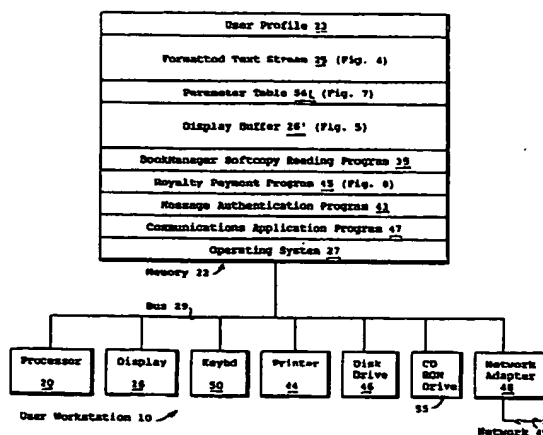 User Profile 23
Formatted Text Stream 25 (Fig. 4)
Parameter Table 54 (Fig. 7)
Display Buffer 26' (Fig. 5)
BookManager Softcopy Reading Program 35
Royalty Payment Program 45 (Fig. 8)
Message Authentication Program 41
Communications Application Program 47
Operating System 27
Memory 22
Bus 29
Processor 20
Display 26
Keybd 50
Printer 44
Disk Drive 46
CD ROM Drive 55
Network Adapter 48
User Workstation 10
Network